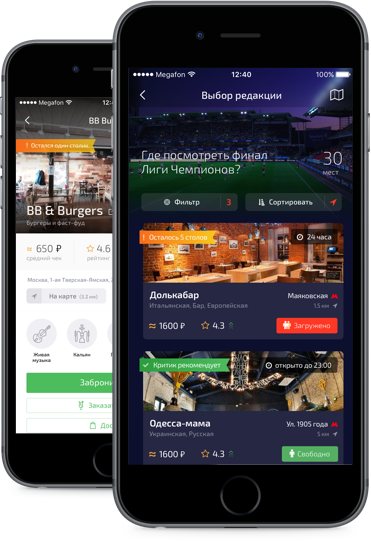 Megafon
BB & Bu
! Остался один столик
BB & Burgers
Бургеры и фаст-фуд
≈ 650 ₽
средний чек
4.6
рейтинг
Москва, 1-ая Тверская-Ямская,
На карте (3.2 км)
Живая
музыка
Кальян
Заброни
Зака
Дос
Megafon
12:40
100%
Выбор редакции
Где посмотреть финал
Лиги Чемпионов?
30
мест
Фильтр
3
Сортировать
! Осталось 5 столов
24 часа
Долькабар
Маяковская
Итальянская, Бар, Европейская
1.5 км
≈ 1600 ₽
4.3
Загружено
Критик рекомендует
открыто до 23:00
Одесса-мама
Ул. 1905 года
Украинская, Русская
5 км
≈ 1600 ₽
4.3
Свободно